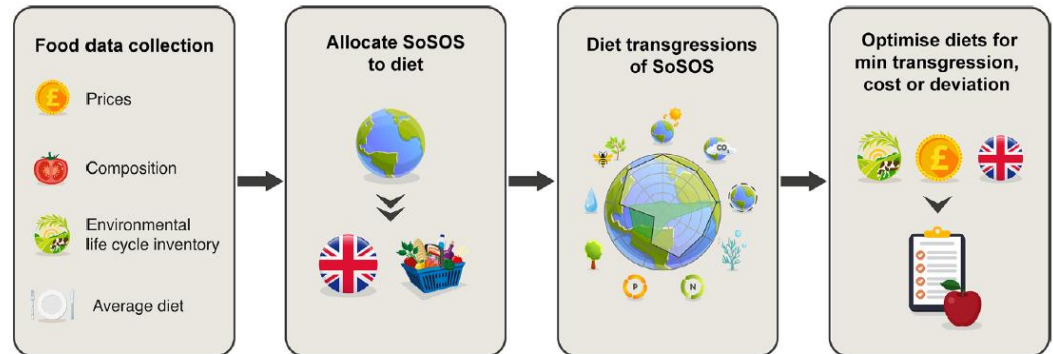 Food data collection
£ Prices
Composition
Environmental
life cycle inventory
Average diet
Allocate SoSOS
to diet
Diet transgressions
of SoSOS
CO₂
P
N
Optimise diets for
min transgression,
cost or deviation
£